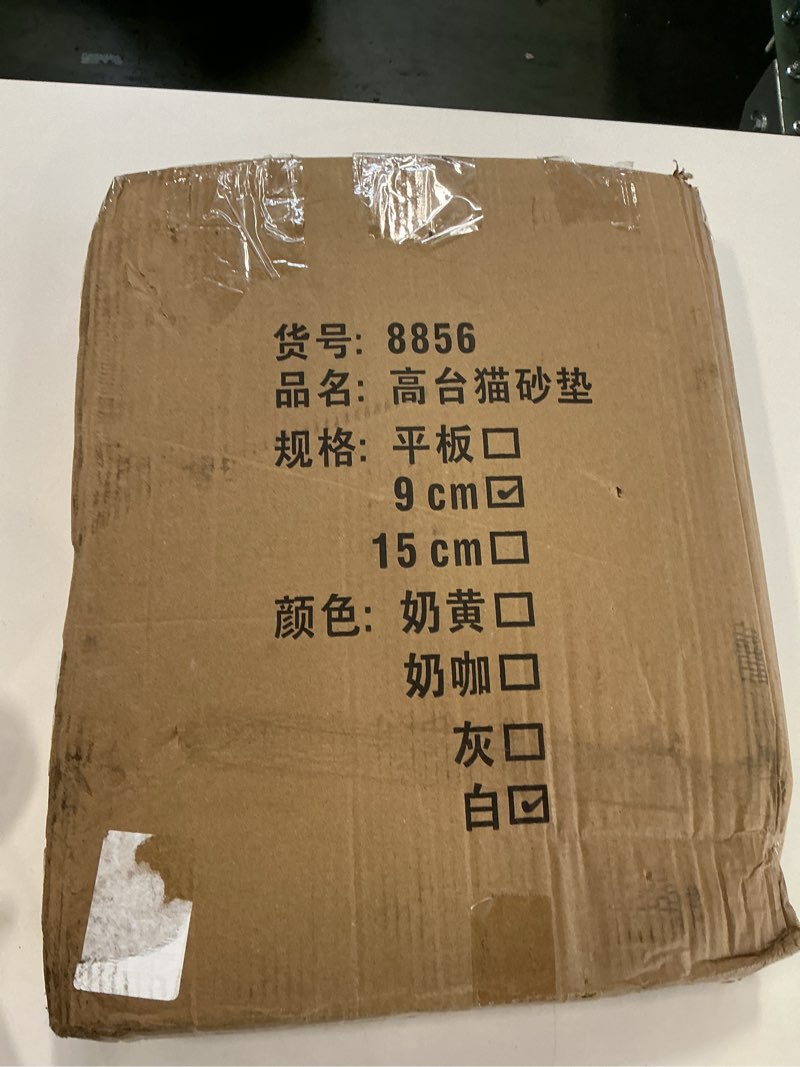 货号: 8856
品名: 高台猫砂垫
规格: 平板☐
9 cm☑
15 cm☐
颜色: 奶黄☐
奶咖☐
灰☐
白☑